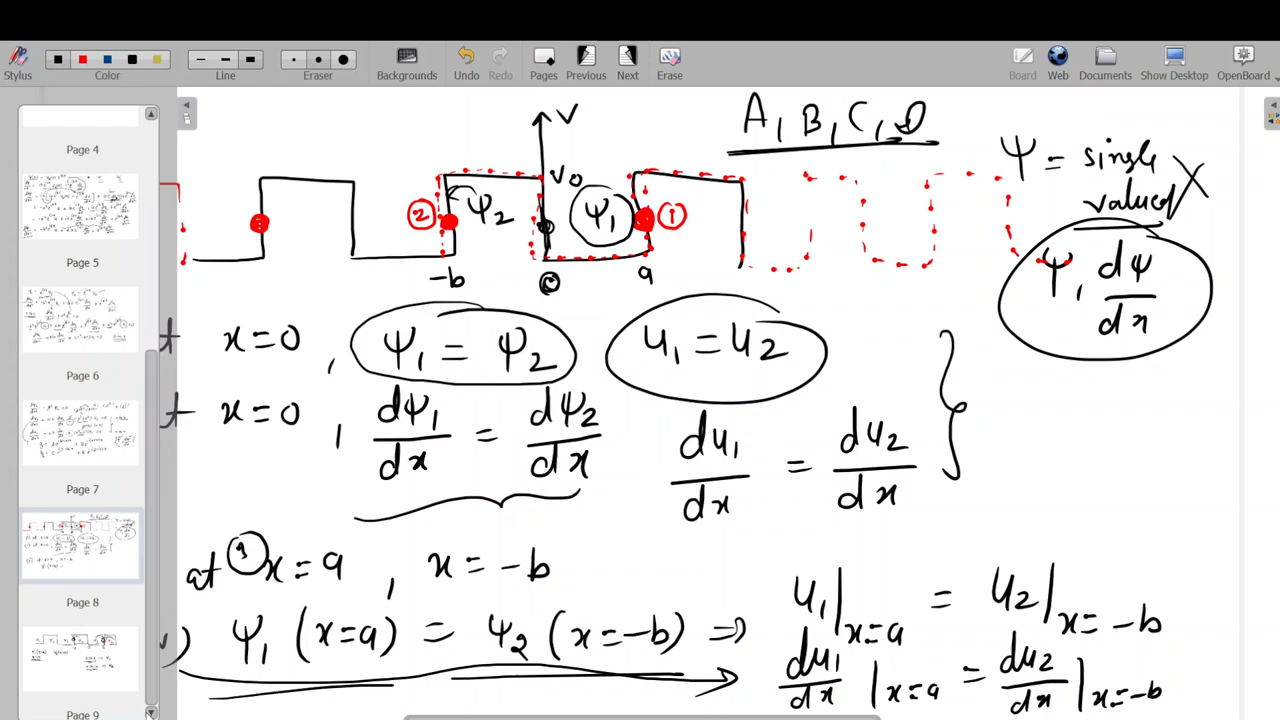 Stylus Color Line Eraser Backgrounds Undo Redo Pages Previous Next Erase Board Web Documents Show Desktop OpenBoard
Page 4
Page 5
Page 6
Page 7
Page 8
Page 9
A, B, C, D
V
V0
ψ = single valued
② ψ2 ψ1 ①
-b 0 a
ψ, dψ/dx
t x=0, ψ1 = ψ2 u1 = u2
t x=0, dψ1/dx = dψ2/dx du1/dx = du2/dx
at x=a, x=-b
) ψ1 (x=a) = ψ2 (x=-b) ⇒ u1|x=a = u2|x=-b
du1/dx |x=a = du2/dx |x=-b